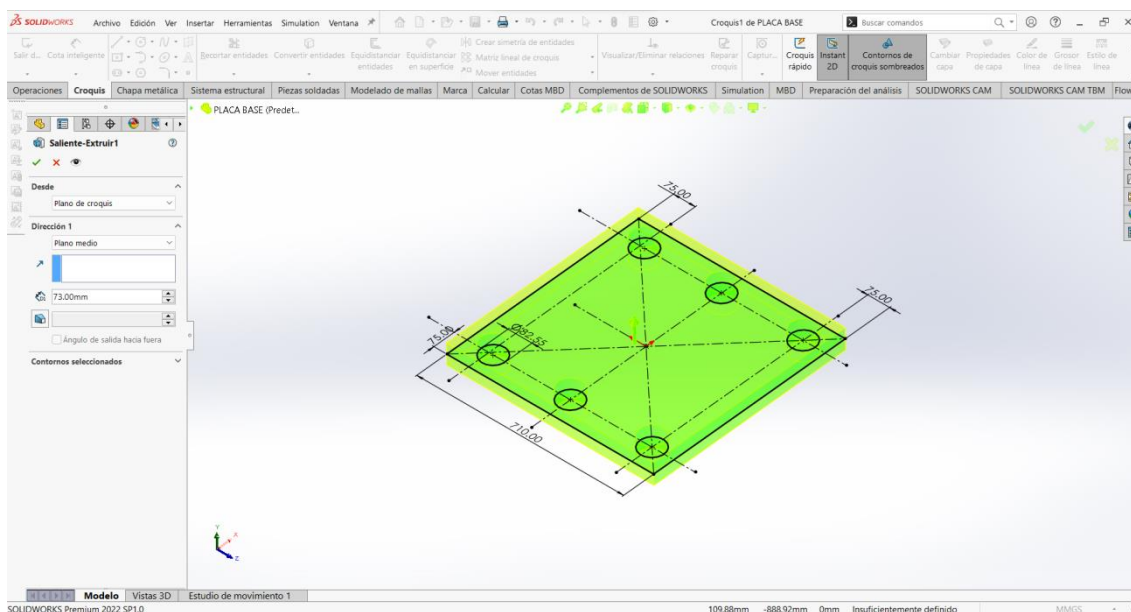 SOLIDWORKS Archivo Edición Ver Insertar Herramientas Simulation Ventana Croquis1 de PLACA BASE Buscar comandos
Salir d... Cota inteligente Recortar entidades Convertir entidades Equidistanciar entidades Equidistanciar en superficie Crear simetría de entidades Visualizar/Eliminar relaciones Reparar croquis Captur... Croquis rápido Instant 2D Contornos de croquis sombreados Cambiar capa Propiedades de capa Color de línea Grosor de línea Estilo de línea
Matriz lineal de croquis
Mover entidades
Operaciones Croquis Chapa metálica Sistema estructural Piezas soldadas Modelado de mallas Marca Calcular Cotas MBD Complementos de SOLIDWORKS Simulation MBD Preparación del análisis SOLIDWORKS CAM SOLIDWORKS CAM TBM Flow
PLACA BASE (Predet...
Saliente-Extruir1
Desde
Plano de croquis
Dirección 1
Plano medio
73.00mm
Ángulo de salida hacia fuera
Contornos seleccionados
75.00
75.00
75.00
Ø82.55
710.00
Y
X
Z
Modelo Vistas 3D Estudio de movimiento 1
SOLIDWORKS Premium 2022 SP1.0 109.88mm -888.92mm 0mm Insuficientemente definido MMGS